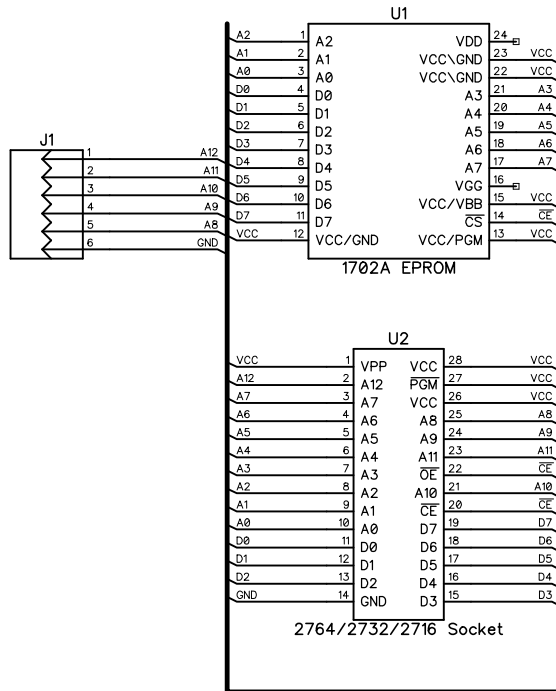 U1
A2 1 A2 VDD 24
A1 2 A1 VCC\GND 23 VCC
A0 3 A0 VCC\GND 22 VCC
D0 4 D0 A3 21 A3
D1 5 D1 A4 20 A4
D2 6 D2 A5 19 A5
D3 7 D3 A6 18 A6
D4 8 D4 A7 17 A7
D5 9 D5 VGG 16
D6 10 D6 VCC/VBB 15 VCC
D7 11 D7 CS 14 CE
VCC 12 VCC/GND VCC/PGM 13 VCC
1702A EPROM
J1
1 A12
2 A11
3 A10
4 A9
5 A8
6 GND
U2
VCC 1 VPP VCC 28 VCC
A12 2 A12 PGM 27 VCC
A7 3 A7 VCC 26 VCC
A6 4 A6 A8 25 A8
A5 5 A5 A9 24 A9
A4 6 A4 A11 23 A11
A3 7 A3 OE 22 CE
A2 8 A2 A10 21 A10
A1 9 A1 CE 20 CE
A0 10 A0 D7 19 D7
D0 11 D0 D6 18 D6
D1 12 D1 D5 17 D5
D2 13 D2 D4 16 D4
GND 14 GND D3 15 D3
2764/2732/2716 Socket